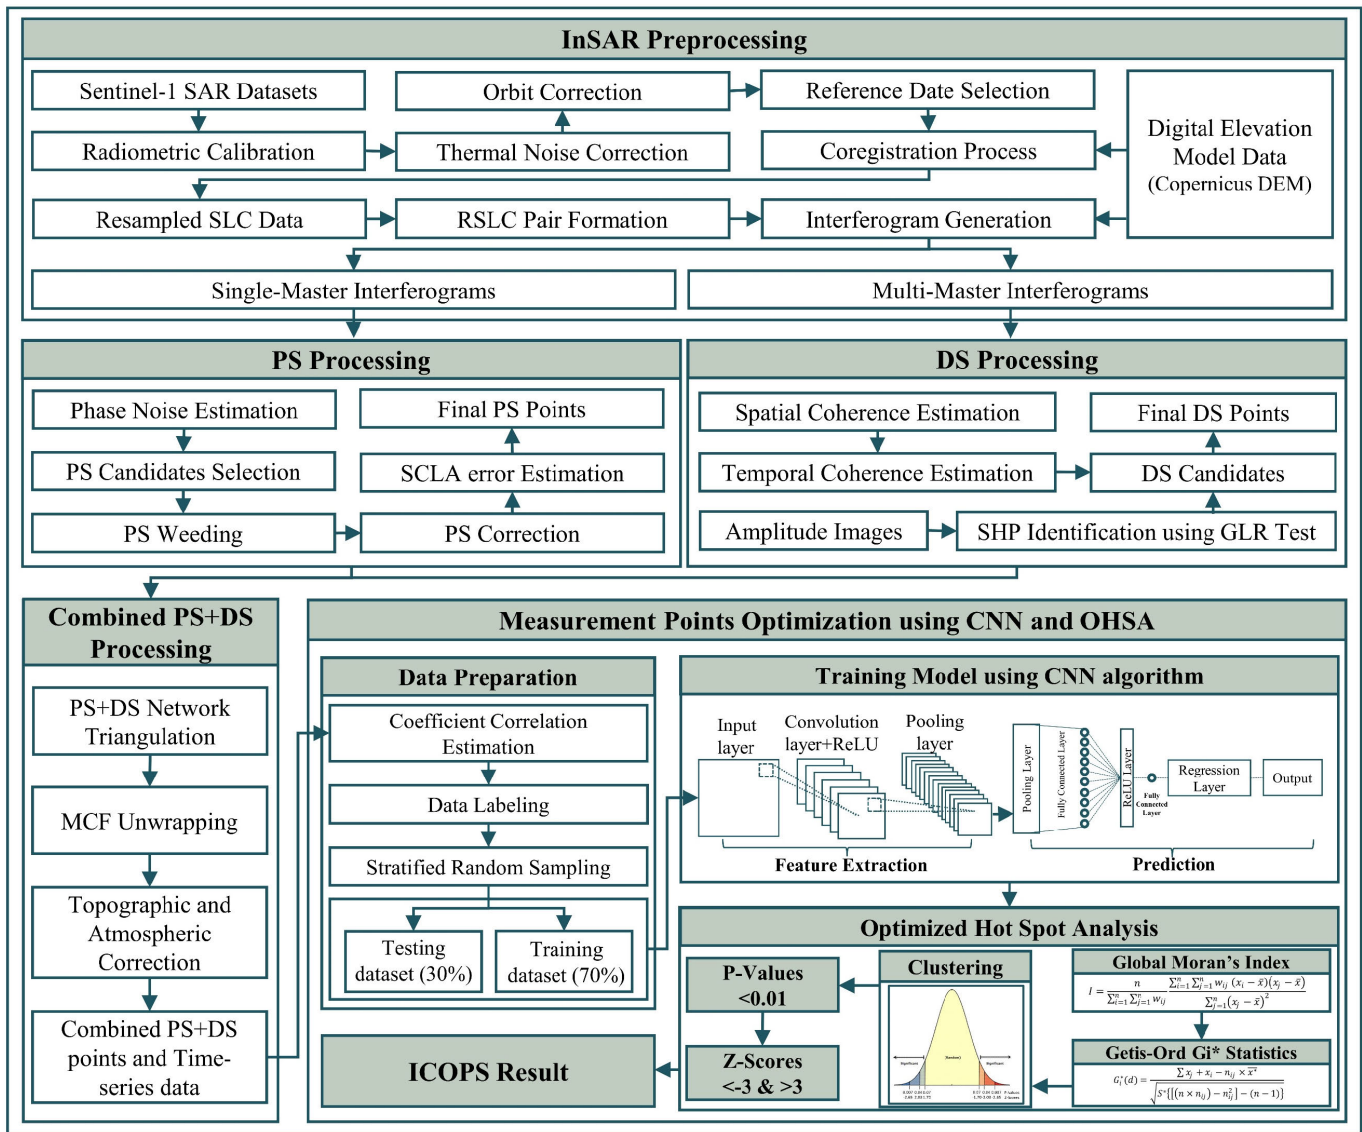 InSAR Preprocessing
Sentinel-1 SAR Datasets
Radiometric Calibration
Orbit Correction
Thermal Noise Correction
Reference Date Selection
Coregistration Process
Digital Elevation
Model Data
(Copernicus DEM)
Resampled SLC Data
RSLC Pair Formation
Interferogram Generation
Single-Master Interferograms
Multi-Master Interferograms
PS Processing
Phase Noise Estimation
PS Candidates Selection
PS Weeding
Final PS Points
SCLA error Estimation
PS Correction
DS Processing
Spatial Coherence Estimation
Temporal Coherence Estimation
Amplitude Images
Final DS Points
DS Candidates
SHP Identification using GLR Test
Combined PS+DS
Processing
PS+DS Network
Triangulation
MCF Unwrapping
Topographic and
Atmospheric
Correction
Combined PS+DS
points and Time-
series data
Measurement Points Optimization using CNN and OHSA
Data Preparation
Coefficient Correlation
Estimation
Data Labeling
Stratified Random Sampling
Testing
dataset (30%)
Training
dataset (70%)
Training Model using CNN algorithm
Input
layer
Convolution
layer+ReLU
Pooling
layer
Pooling Layer
Fully Connected Layer
ReLU Layer
Fully
Connected
Layer
Regression
Layer
Output
Feature Extraction
Prediction
Optimized Hot Spot Analysis
P-Values
<0.01
Z-Scores
<-3 & >3
Clustering
(Random)
Significant
Significant
P-Values
Z-Scores
Global Moran's Index
Getis-Ord Gi* Statistics
ICOPS Result